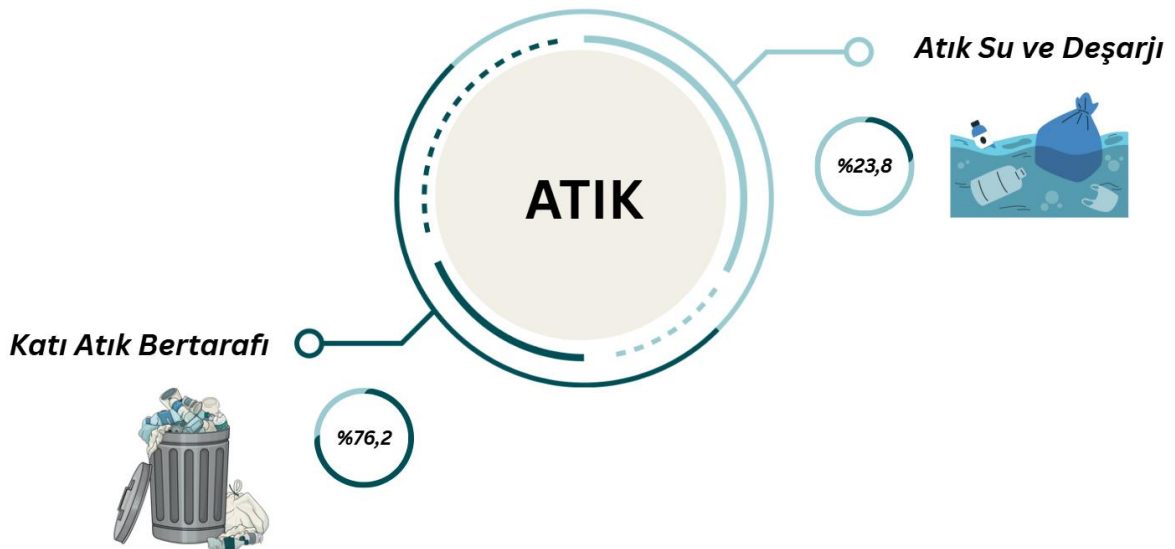 Atık Su ve Deşarjı
%23,8
ATIK
Katı Atık Bertarafı
%76,2